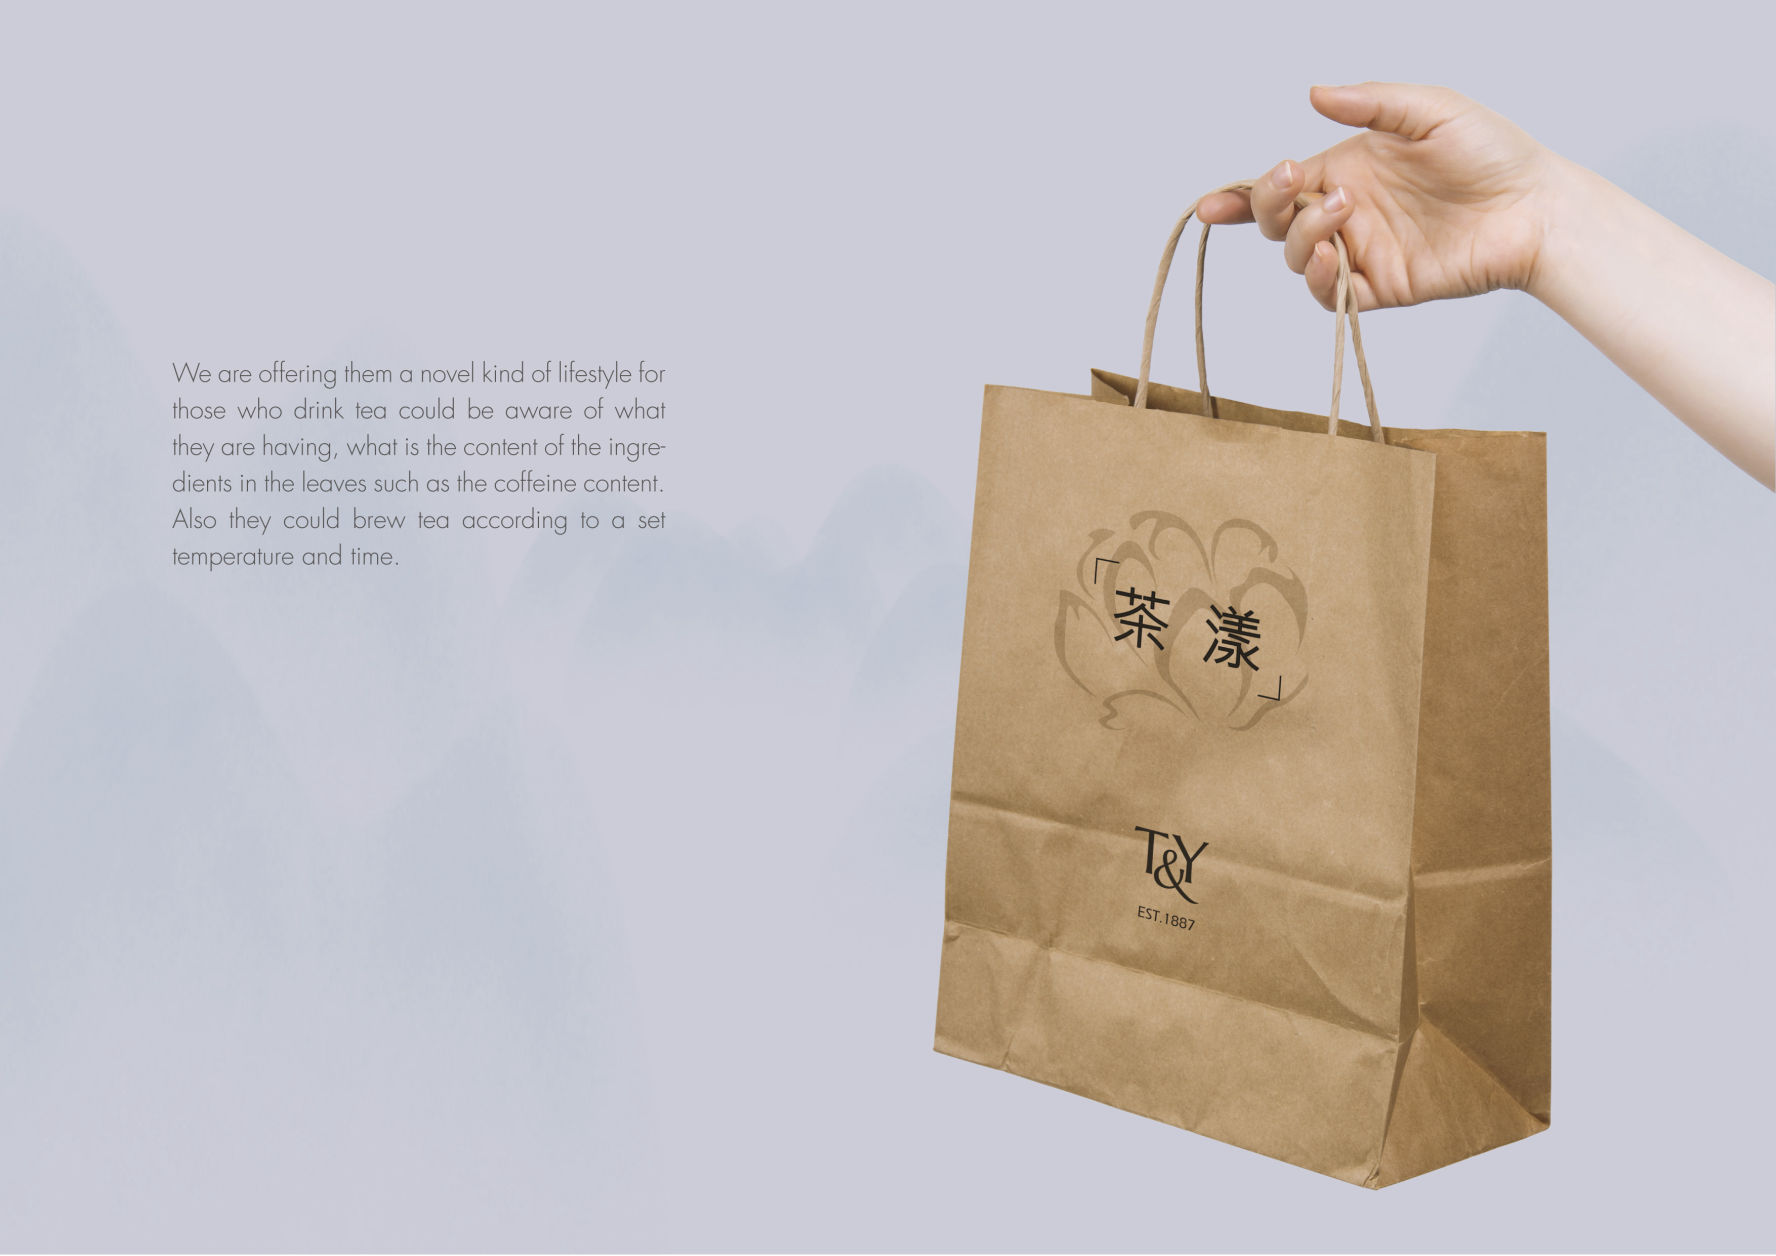 We are offering them a novel kind of lifestyle for
those who drink tea could be aware of what
they are having, what is the content of the ingre-
dients in the leaves such as the coffeine content.
Also they could brew tea according to a set
temperature and time.
「茶 漾」
T&Y
EST.1887